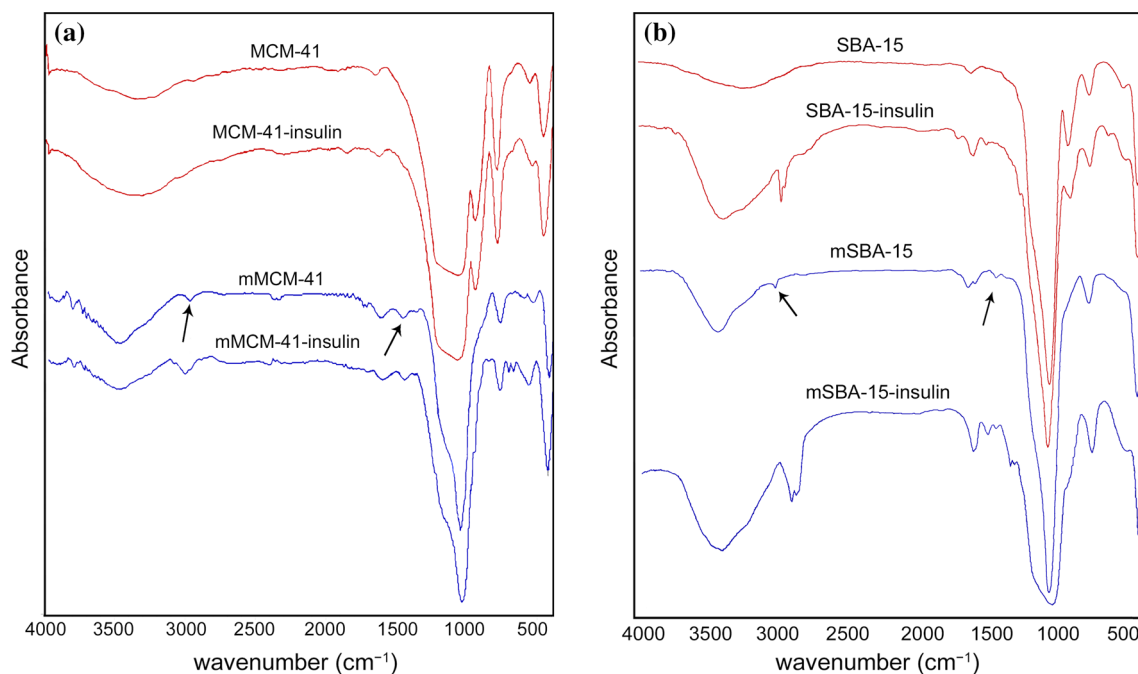 (a)
MCM-41
MCM-41-insulin
mMCM-41
mMCM-41-insulin
Absorbance
4000 3500 3000 2500 2000 1500 1000 500
wavenumber (cm⁻¹)
(b)
SBA-15
SBA-15-insulin
mSBA-15
mSBA-15-insulin
Absorbance
4000 3500 3000 2500 2000 1500 1000 500
wavenumber (cm⁻¹)